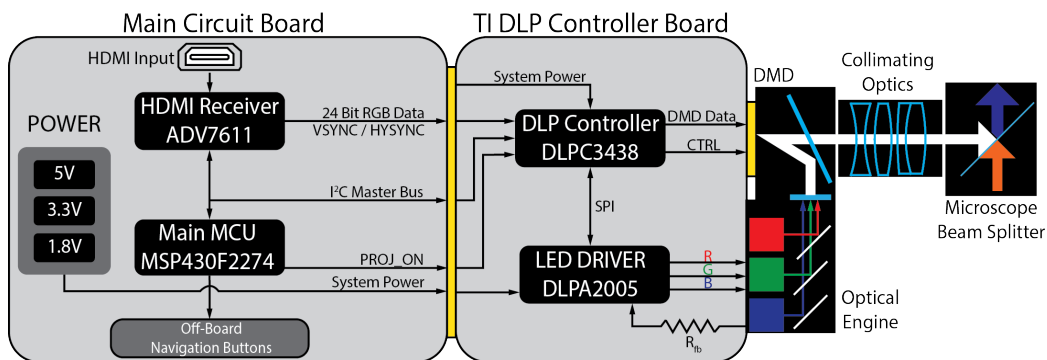 Main Circuit Board
TI DLP Controller Board
HDMI Input
HDMI Receiver
ADV7611
POWER
5V
3.3V
1.8V
24 Bit RGB Data
VSYNC / HYSYNC
I²C Master Bus
Main MCU
MSP430F2274
PROJ_ON
System Power
Off-Board
Navigation Buttons
System Power
DLP Controller
DLPC3438
DMD Data
CTRL
SPI
LED DRIVER
DLPA2005
R
G
B
Rfb
DMD
Collimating
Optics
Microscope
Beam Splitter
Optical
Engine